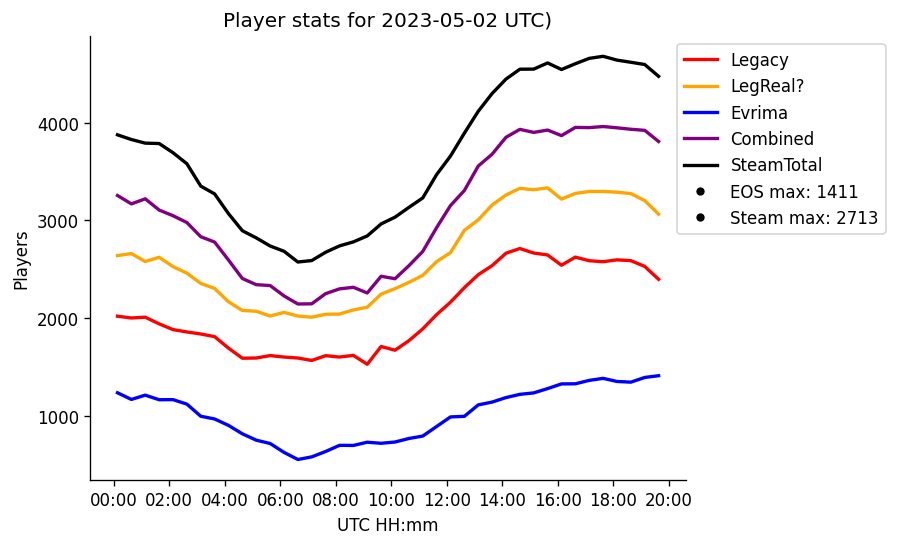 Player stats for 2023-05-02 UTC)
Legacy
LegReal?
Evrima
Combined
SteamTotal
EOS max: 1411
Steam max: 2713
Players
4000
3000
2000
1000
00:00 02:00 04:00 06:00 08:00 10:00 12:00 14:00 16:00 18:00 20:00
UTC HH:mm